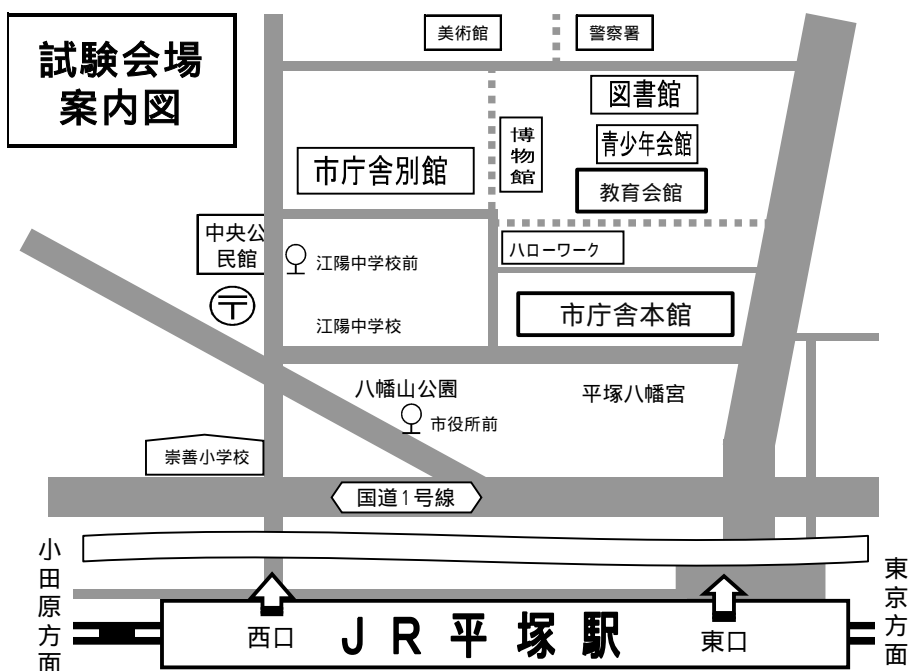 試験会場
案内図
美術館
警察署
図書館
青少年会館
博物館
教育会館
市庁舎別館
中央公
民館
江陽中学校前
ハローワーク
〒
江陽中学校
市庁舎本館
八幡山公園
平塚八幡宮
市役所前
崇善小学校
国道1号線
小田原方面
東京方面
西口
JR平塚駅
東口